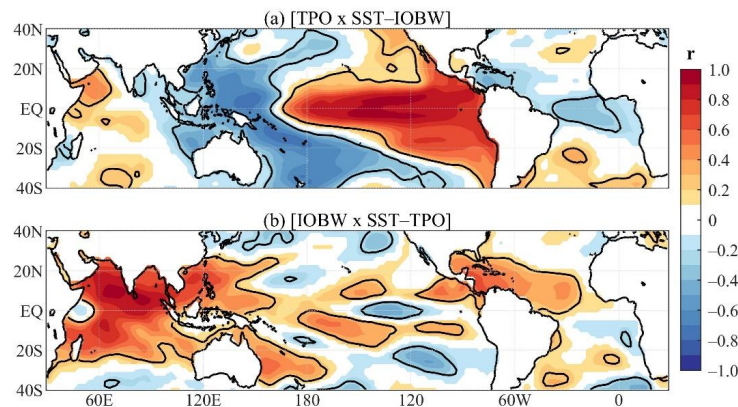 (a) [TPO x SST–IOBW]
40N
20N
EQ
20S
40S
r
1.0
0.8
0.6
0.4
0.2
0
–0.2
–0.4
–0.6
–0.8
–1.0
(b) [IOBW x SST–TPO]
40N
20N
EQ
20S
40S
60E 120E 180 120 60W 0